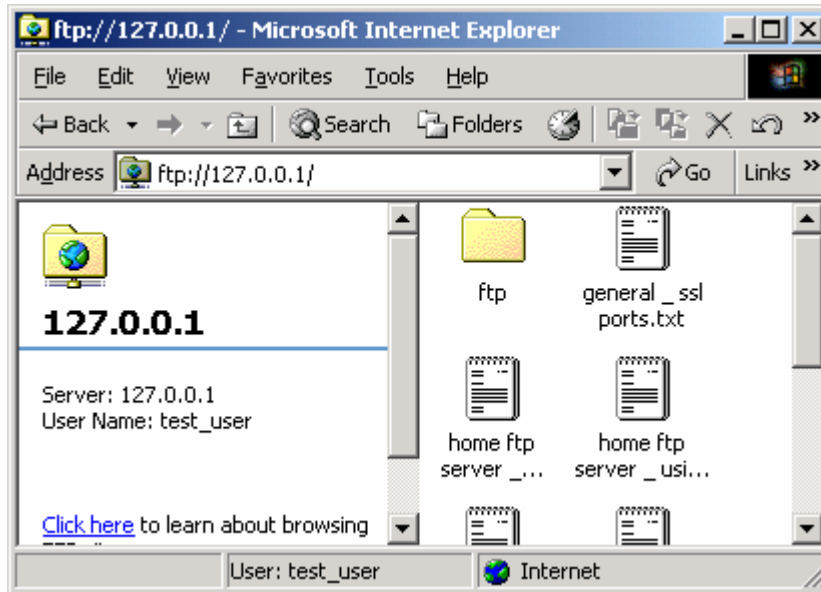 ftp://127.0.0.1/ - Microsoft Internet Explorer
File Edit View Favorites Tools Help
Back Search Folders »
Address ftp://127.0.0.1/ Go Links »
127.0.0.1
Server: 127.0.0.1
User Name: test_user
Click here to learn about browsing
ftp
general _ ssl
ports.txt
home ftp
server _...
home ftp
server _ usi...
User: test_user Internet